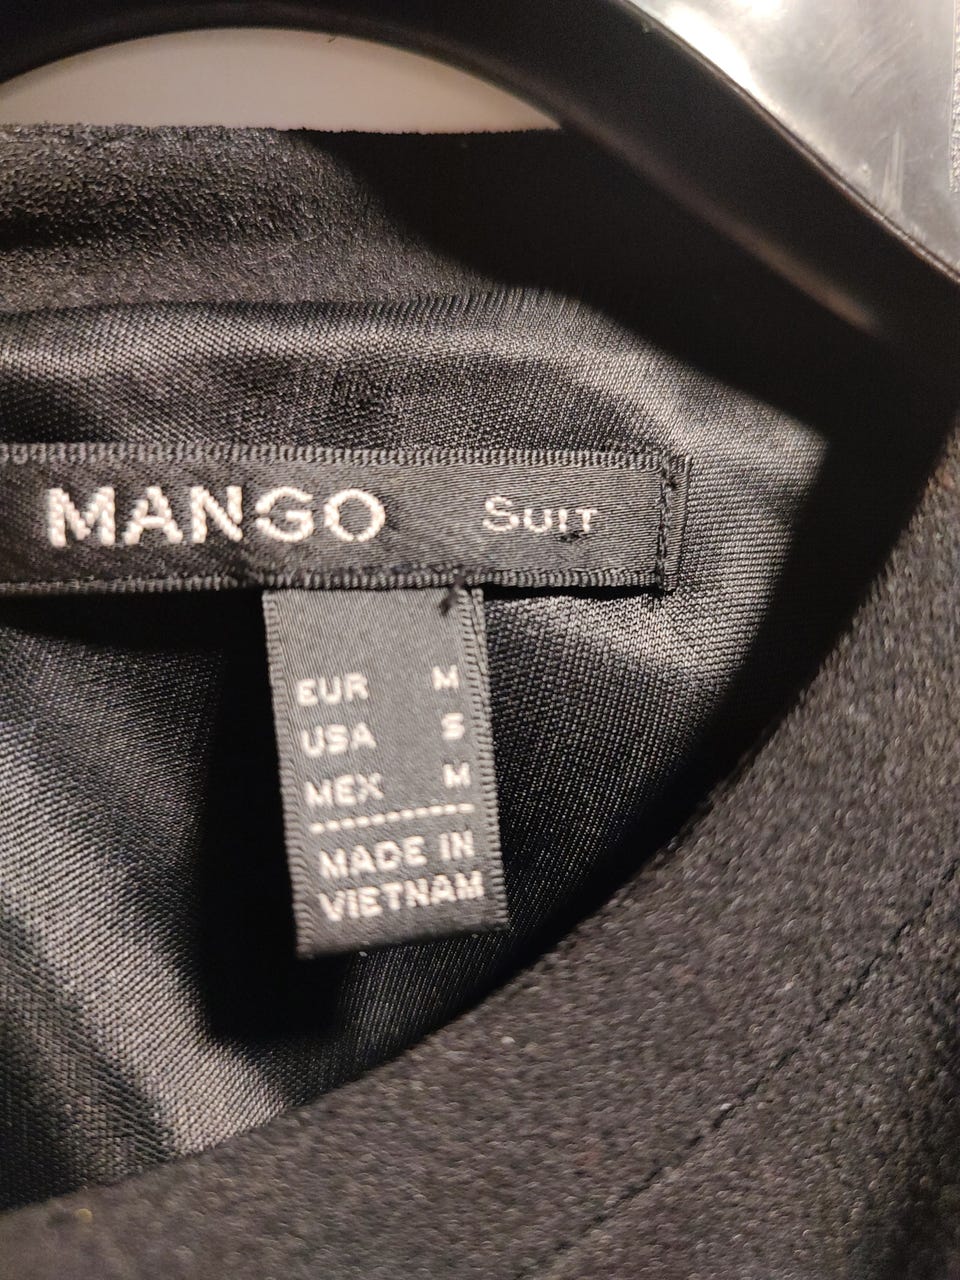 MANGO SUIT
EUR M
USA S
MEX M
MADE IN
VIETNAM